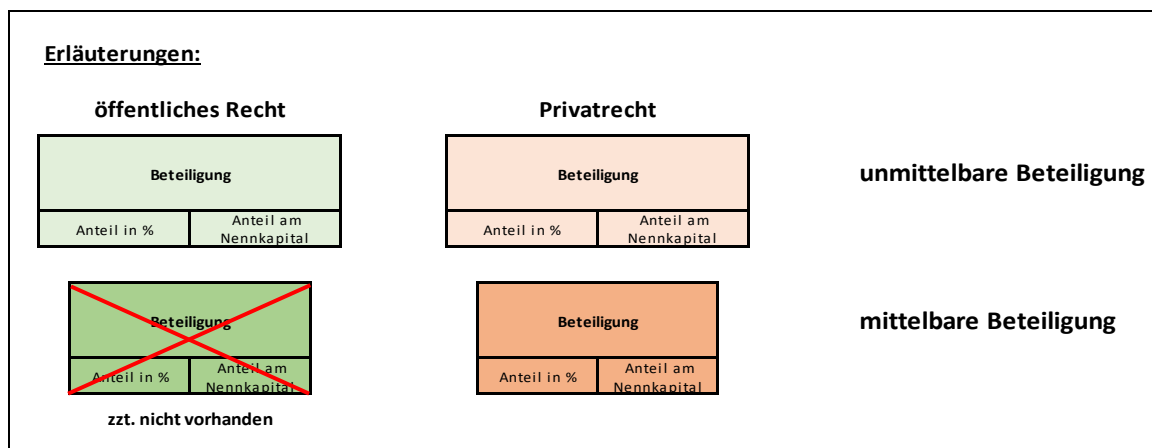 Erläuterungen:
öffentliches Recht
Privatrecht
Beteiligung
Anteil in %
Anteil am
Nennkapital
Beteiligung
Anteil in %
Anteil am
Nennkapital
unmittelbare Beteiligung
Beteiligung
Anteil in %
Anteil am
Nennkapital
zzt. nicht vorhanden
Beteiligung
Anteil in %
Anteil am
Nennkapital
mittelbare Beteiligung